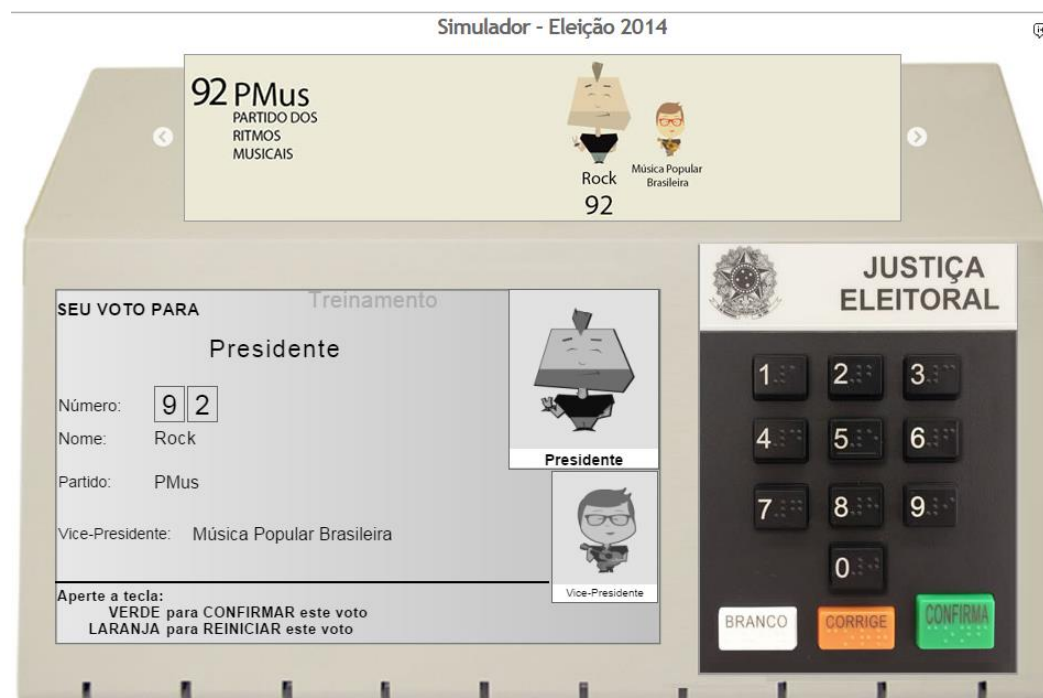 Simulador - Eleição 2014
92 PMus
PARTIDO DOS
RITMOS
MUSICAIS
Rock
92
Música Popular
Brasileira
JUSTIÇA
ELEITORAL
Treinamento
SEU VOTO PARA
Presidente
Número: 9 2
Nome: Rock
Partido: PMus
Vice-Presidente: Música Popular Brasileira
Presidente
Vice-Presidente
Aperte a tecla:
VERDE para CONFIRMAR este voto
LARANJA para REINICIAR este voto
1 2 3
4 5 6
7 8 9
0
BRANCO CORRIGE CONFIRMA